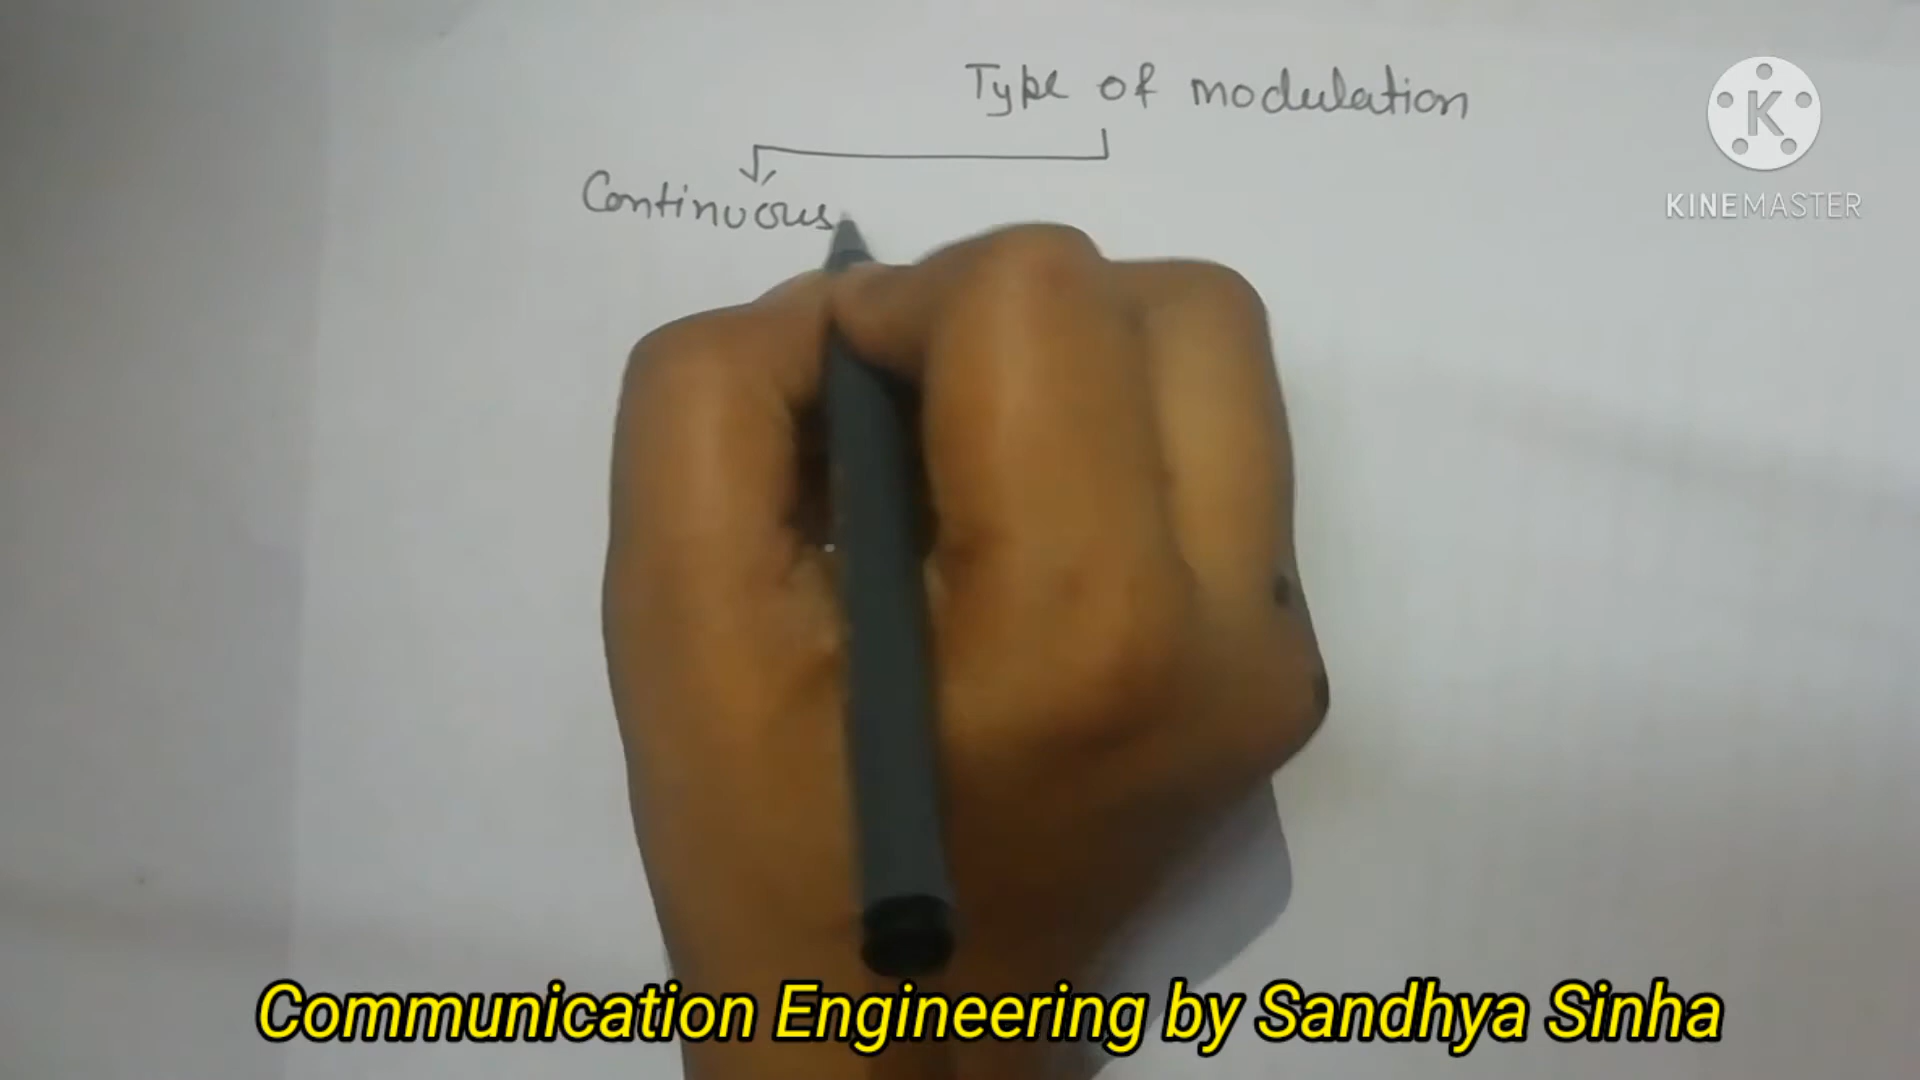 Type of modulation
K
KINEMASTER
Continuous
Communication Engineering by Sandhya Sinha